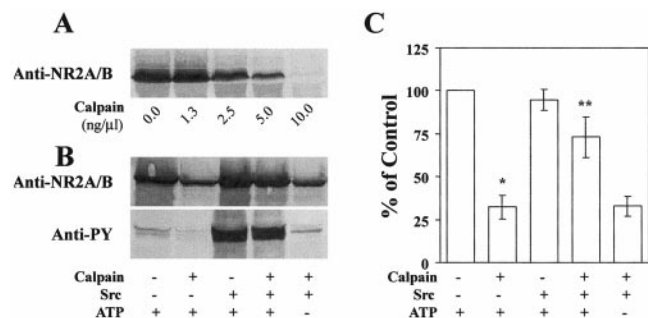 A
Anti-NR2A/B
Calpain
(ng/µl)
0.0 1.3 2.5 5.0 10.0
B
Anti-NR2A/B
Anti-PY
Calpain - + - + +
Src - - + + +
ATP + + + + -
C
% of Control
125
100
75
50
25
0
*
**
Calpain - + - + +
Src - - + + +
ATP + + + + -